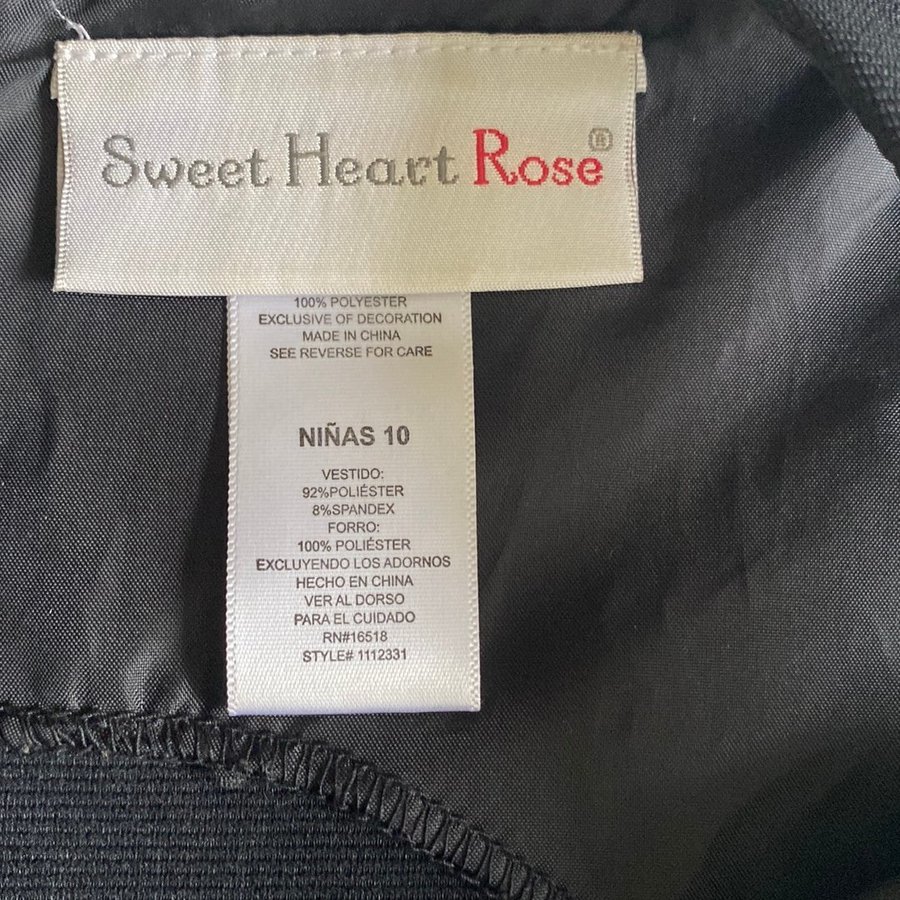 Sweet Heart Rose®
100% POLYESTER
EXCLUSIVE OF DECORATION
MADE IN CHINA
SEE REVERSE FOR CARE
NIÑAS 10
VESTIDO:
92%POLIÉSTER
8%SPANDEX
FORRO:
100% POLIÉSTER
EXCLUYENDO LOS ADORNOS
HECHO EN CHINA
VER AL DORSO
PARA EL CUIDADO
RN#16518
STYLE# 1112331